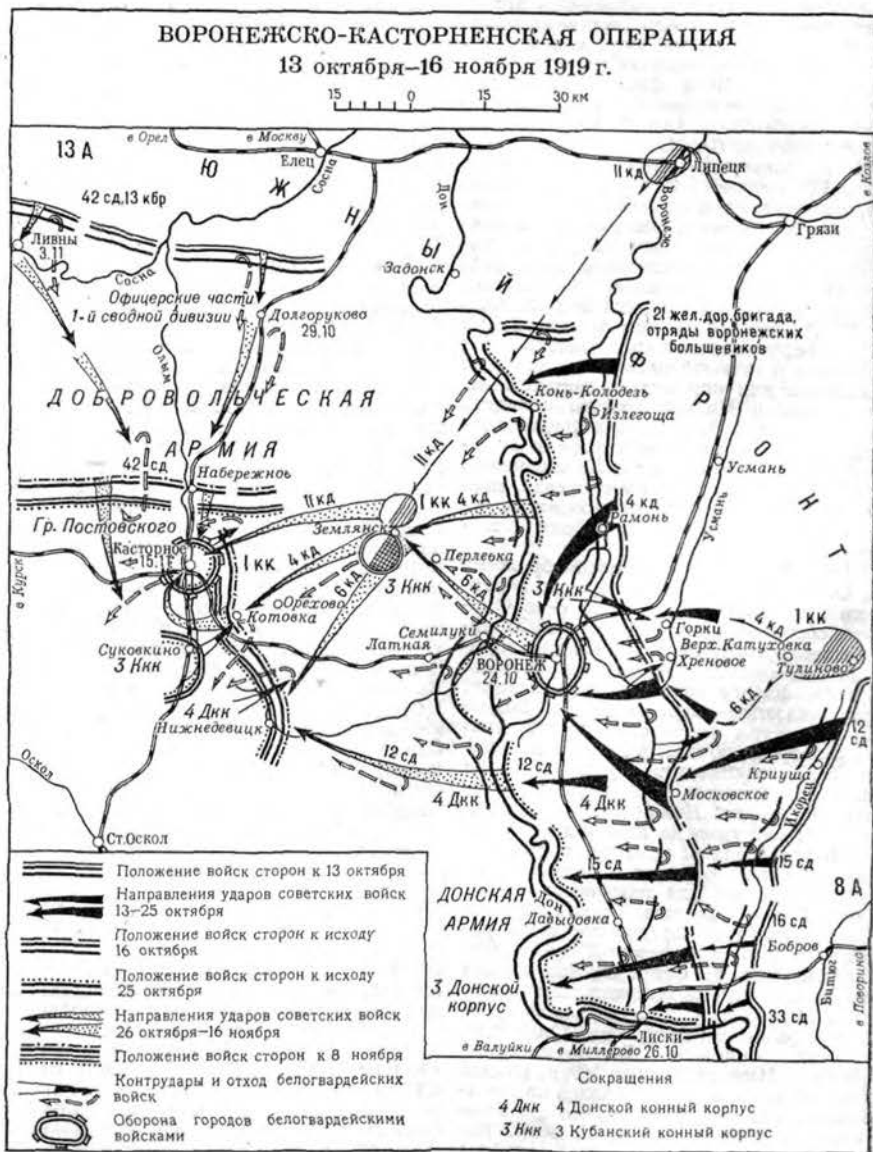 ВОРОНЕЖСКО-КАСТОРНЕНСКАЯ ОПЕРАЦИЯ
13 октября–16 ноября 1919 г.
15 0 15 30 км
в Орел
в Москву
Елец
Сосна
13 А
Ю Ж Н Ы Й Ф Р О Н Т
42 сд, 13 кбр
Дон
11 кд
Липецк
Воронеж
в Козлов
Грязи
Ливны
3.11
Сосна
Задонск
Офицерские части
1-й сводной дивизии
Долгоруково
29.10
21 жел. дор. бригада,
отряды воронежских
большевиков
Олым
ДОБРОВОЛЬЧЕСКАЯ
АРМИЯ
Конь-Колодезь
Излегоща
11 кд
42 сд
Набережное
Усмань
Усмань
11 кд
1 кк
4 кд
4 кд
Рамонь
Гр. Постовского
Землянск
Касторное
15.11
1 кк
4 кд
6 кд
Перлевка
6 кд
3 Ккк
3 Ккк
в Курск
Орехово
Котовка
Горки
4 кд
1 кк
Семилуки
Латная
Верх. Катуховка
Хреновое
Тулиново
Суковкино
3 Ккк
ВОРОНЕЖ
24.10
6 кд
4 Дкк
Нижнедевицк
12 сд
12 сд
12 сд
Криуша
4 Дкк
4 Дкк
Московское
Икорец
Оскол
Ст. Оскол
15 сд
15 сд
8 А
ДОНСКАЯ
АРМИЯ
Дон
Давыдовка
16 сд
Бобров
Битюг
в Поворино
3 Донской
корпус
33 сд
Лиски
26.10
в Валуйки
в Миллерово
Положение войск сторон к 13 октября
Направления ударов советских войск
13–25 октября
Положение войск сторон к исходу
16 октября
Положение войск сторон к исходу
25 октября
Направления ударов советских войск
26 октября–16 ноября
Положение войск сторон к 8 ноября
Контрудары и отход белогвардейских
войск
Оборона городов белогвардейскими
войсками
Сокращения
4 Дкк 4 Донской конный корпус
3 Ккк 3 Кубанский конный корпус